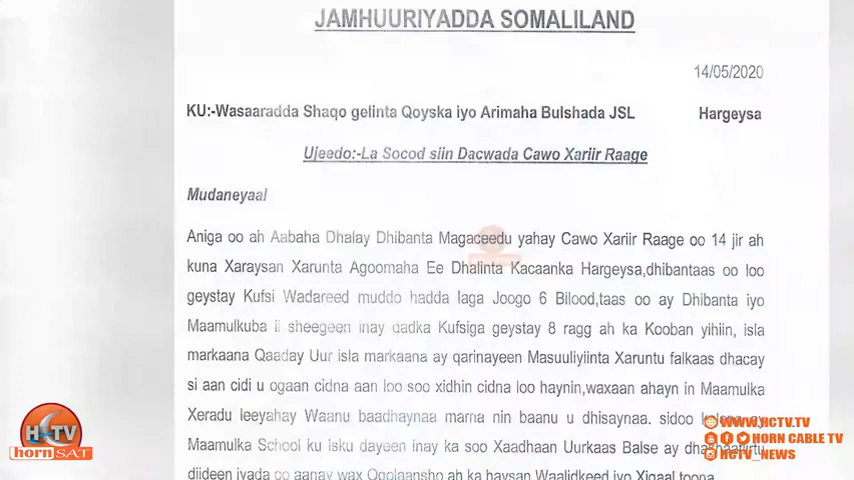 JAMHUURIYADDA SOMALILAND
14/05/2020
KU:-Wasaaradda Shaqo gelinta Qoyska iyo Arimaha Bulshada JSL Hargeysa
Ujeedo:-La Socod siin Dacwada Cawo Xariir Raage
Mudaneyaal
Aniga oo ah Aabaha Dhalay Dhibanta Magaceedu yahay Cawo Xariir Raage oo 14 jir ah
kuna Xaraysan Xarunta Agoomaha Ee Dhalinta Kacaanka Hargeysa,dhibantaas oo loo
geystay Kufsi Wadareed muddo hadda laga Joogo 6 Bilood,taas oo ay Dhibanta iyo
Maamulkuba ii sheegeen inay dadka Kufsiga geystay 8 ragg ah ka Kooban yihiin, isla
markaana Qaaday Uur isla markaana ay qarinayeen Masuuliyiinta Xaruntu falkaas dhacay
si aan cidi u ogaan cidna aan loo soo xidhin cidna loo haynin,waxaan ahayn in Maamulka
Xeradu leeyahay Waanu baadhaynaa marna nin baanu u dhisaynaa. sidoo
Maamulka School ku isku dayeen inay ka soo Xaadhaan Uurkaas Balse ay
diideen iyada oo aanay wax Ogolaansho ah ka haysan Waalidkeed iyo Xigaal toona
HCTV
horn SAT
WWW.HCTV.TV
HORN CABLE TV
HCTV_NEWS